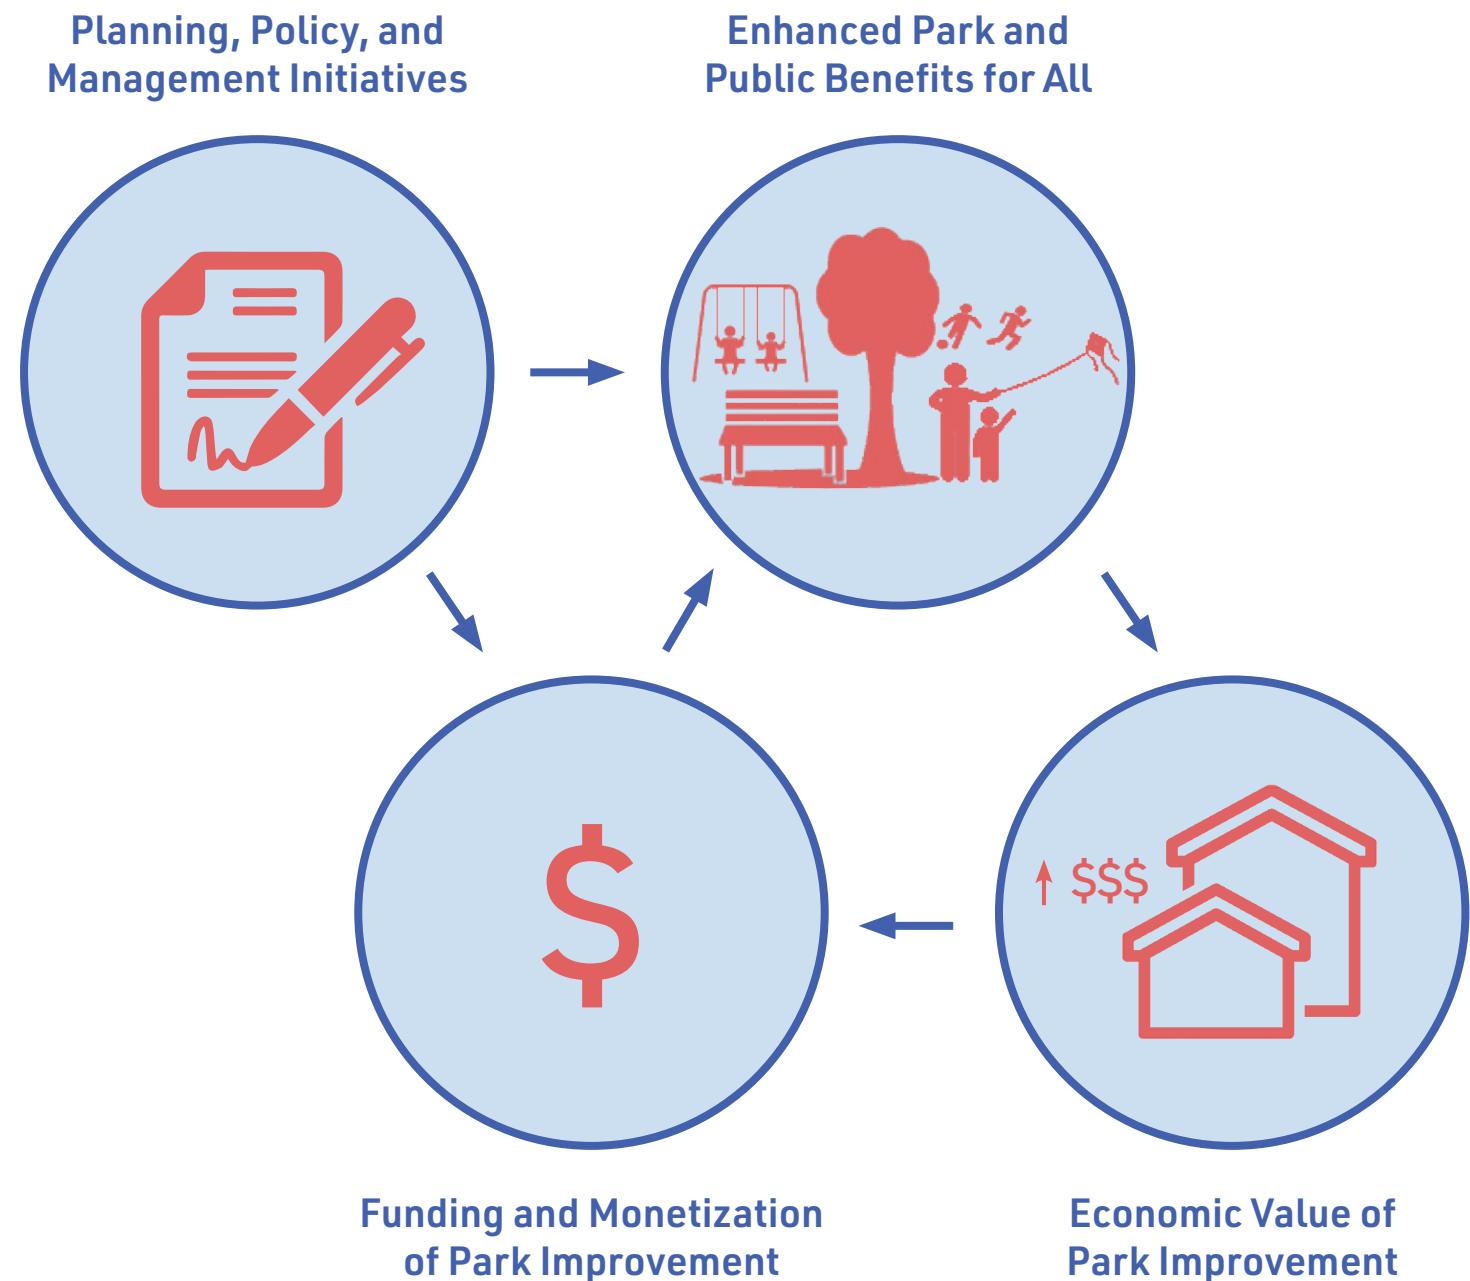 Planning, Policy, and
Management Initiatives
Enhanced Park and
Public Benefits for All
$$$
$
Funding and Monetization
of Park Improvement
Economic Value of
Park Improvement